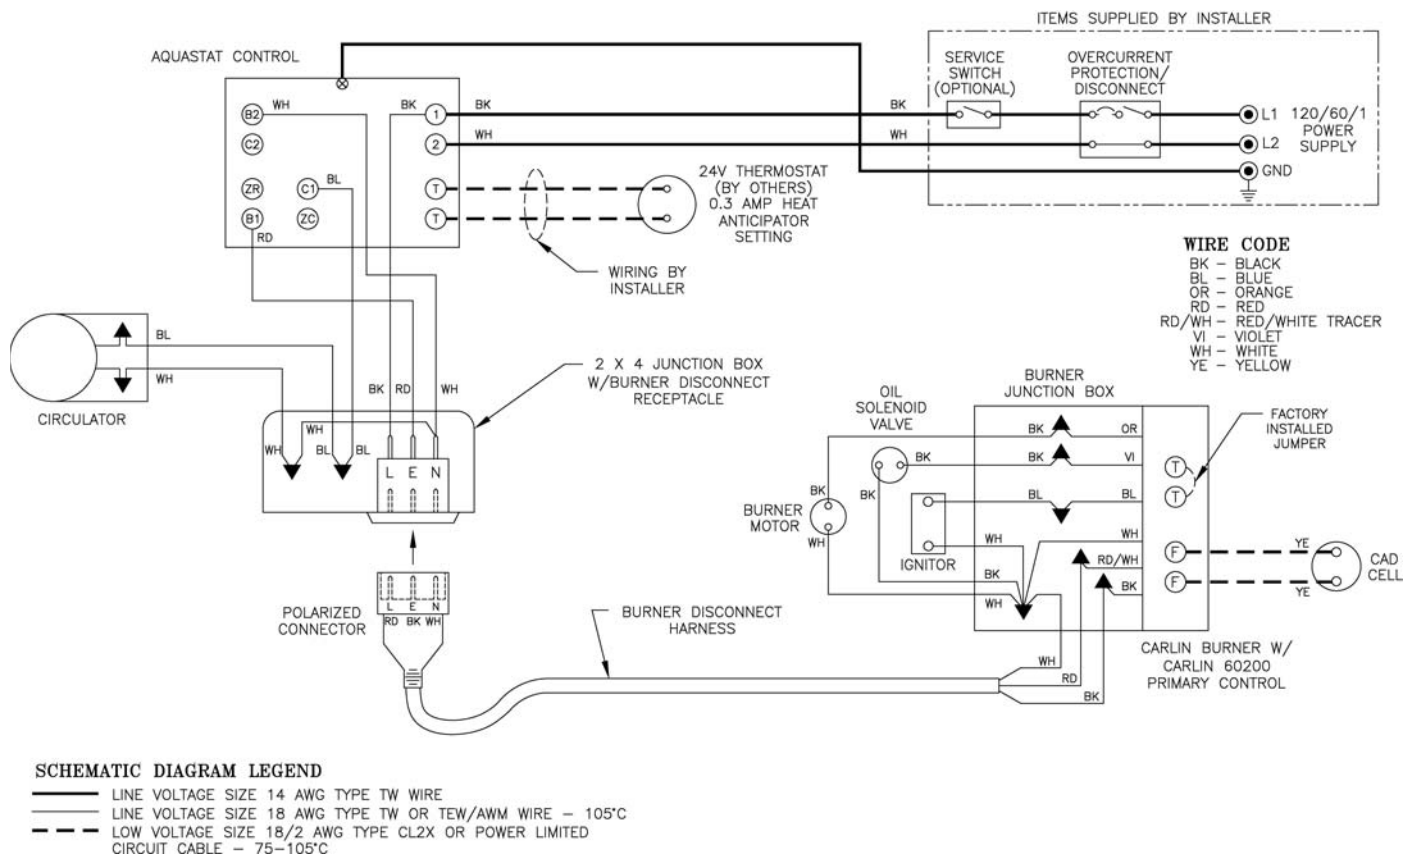 ITEMS SUPPLIED BY INSTALLER
AQUASTAT CONTROL
SERVICE
SWITCH
(OPTIONAL)
OVERCURRENT
PROTECTION/
DISCONNECT
B2
WH
BK
1
BK
BK
L1
120/60/1
POWER
SUPPLY
C2
2
WH
WH
L2
ZR
C1
BL
T
24V THERMOSTAT
(BY OTHERS)
0.3 AMP HEAT
ANTICIPATOR
SETTING
GND
B1
ZC
T
RD
WIRING BY
INSTALLER
WIRE CODE
BK – BLACK
BL – BLUE
OR – ORANGE
RD – RED
RD/WH – RED/WHITE TRACER
VI – VIOLET
WH – WHITE
YE – YELLOW
BL
WH
CIRCULATOR
2 X 4 JUNCTION BOX
W/BURNER DISCONNECT
RECEPTACLE
BK
RD
WH
WH
WH
BL
BL
L
E
N
OIL
SOLENOID
VALVE
BURNER
JUNCTION BOX
FACTORY
INSTALLED
JUMPER
BK
OR
BK
BK
VI
T
BK
BK
BL
BL
T
BURNER
MOTOR
WH
IGNITOR
WH
WH
F
YE
RD/WH
BK
BK
F
YE
WH
CAD
CELL
L
E
N
RD
BK
WH
POLARIZED
CONNECTOR
BURNER DISCONNECT
HARNESS
WH
RD
BK
CARLIN BURNER W/
CARLIN 60200
PRIMARY CONTROL
SCHEMATIC DIAGRAM LEGEND
LINE VOLTAGE SIZE 14 AWG TYPE TW WIRE
LINE VOLTAGE SIZE 18 AWG TYPE TW OR TEW/AWM WIRE – 105°C
LOW VOLTAGE SIZE 18/2 AWG TYPE CL2X OR POWER LIMITED
CIRCUIT CABLE – 75–105°C